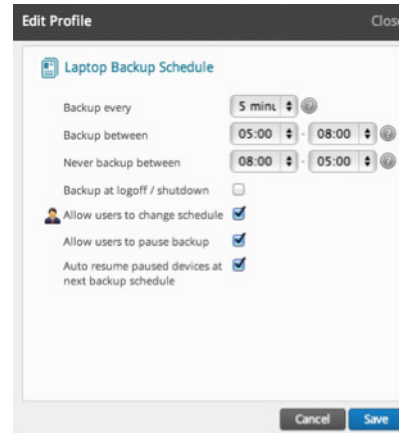 Edit Profile Close
Laptop Backup Schedule
Backup every 5 minu
Backup between 05:00 - 08:00
Never backup between 08:00 - 05:00
Backup at logoff / shutdown
Allow users to change schedule
Allow users to pause backup
Auto resume paused devices at
next backup schedule
Cancel Save